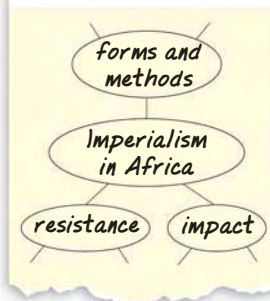 forms and
methods
Imperialism
in Africa
resistance
impact